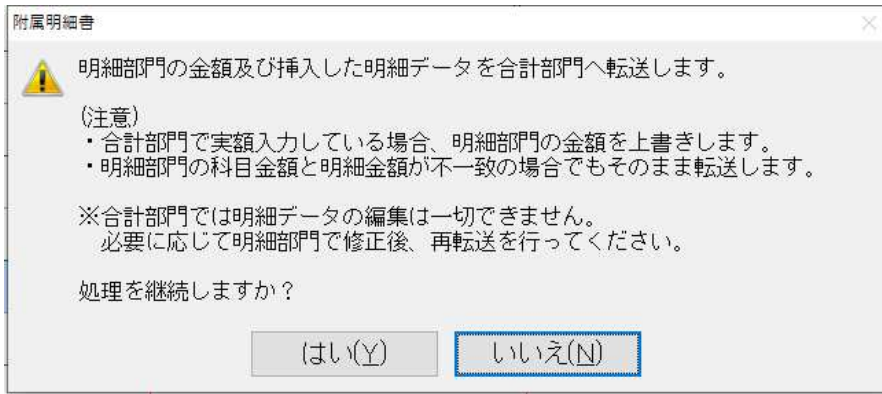 附属明細書
明細部門の金額及び挿入した明細データを合計部門へ転送します。
(注意)
・合計部門で実額入力している場合、明細部門の金額を上書きします。
・明細部門の科目金額と明細金額が不一致の場合でもそのまま転送します。
※合計部門では明細データの編集は一切できません。
必要に応じて明細部門で修正後、再転送を行ってください。
処理を継続しますか？
はい(Y)
いいえ(N)